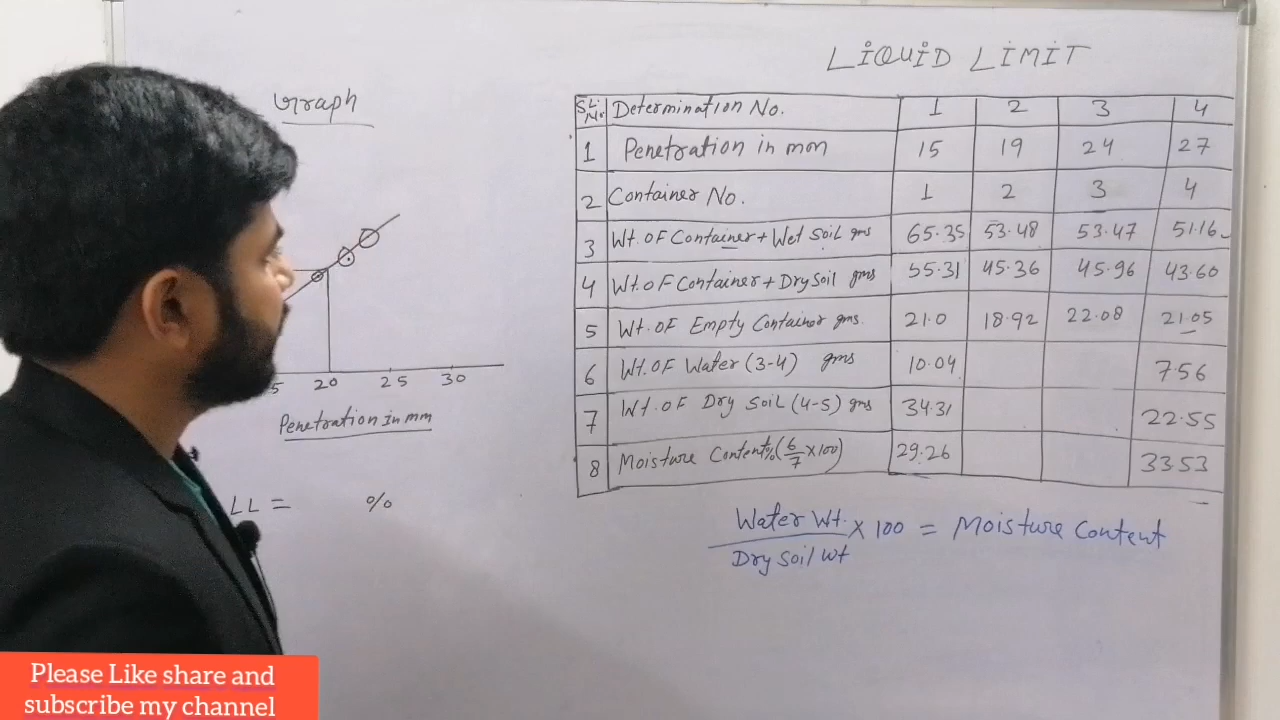 LIQUID LIMIT
Graph
SL. No. Determination No. 1 2 3 4
1 Penetration in mm 15 19 24 27
2 Container No. 1 2 3 4
3 Wt. OF Container + Wet Soil gms 65.35 53.48 53.47 51.16
4 Wt. OF Container + Dry Soil gms 55.31 45.36 45.96 43.60
5 Wt. OF Empty Container gms. 21.0 18.92 22.08 21.05
6 Wt. OF Water (3-4) gms 10.04 7.56
7 Wt. OF Dry Soil (4-5) gms 34.31 22.55
8 Moisture Content % (6/7 x 100) 29.26 33.53
5 20 25 30
Penetration In mm
LL = %
Water Wt. / Dry Soil Wt x 100 = Moisture Content
Please Like share and
subscribe my channel